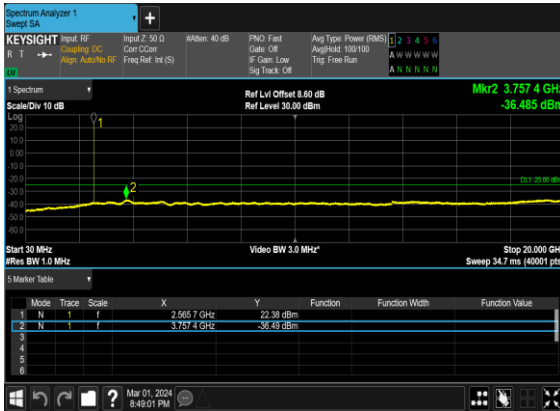 Spectrum Analyzer 1
Swept SA
+
KEYSIGHT Input: RF Input Z: 50 Ω #Atten: 40 dB PNO: Fast Avg Type: Power (RMS) 1 2 3 4 5 6
R T Coupling: DC Corr CCorr Gate: Off Avg|Hold: 100/100 A W W W W W
Align: Auto/No RF Freq Ref: Int (S) IF Gain: Low Trig: Free Run
Sig Track: Off A N N N N N
1 Spectrum Ref Lvl Offset 8.60 dB Mkr2 3.757 4 GHz
Scale/Div 10 dB Ref Level 30.00 dBm -36.485 dBm
Log
20.0
10.0
0.00
-10.0
-20.0
-30.0
-40.0
-50.0
-60.0
1
2
DL1 -25.00 dBm
Start 30 MHz Video BW 3.0 MHz* Stop 20.000 GH
#Res BW 1.0 MHz Sweep 34.7 ms (40001 pts
5 Marker Table
Mode Trace Scale X Y Function Function Width Function Value
1 N 1 f 2.565 7 GHz 22.38 dBm
2 N 1 f 3.757 4 GHz -36.49 dBm
3
4
5
6
? Mar 01, 2024
8:49:01 PM